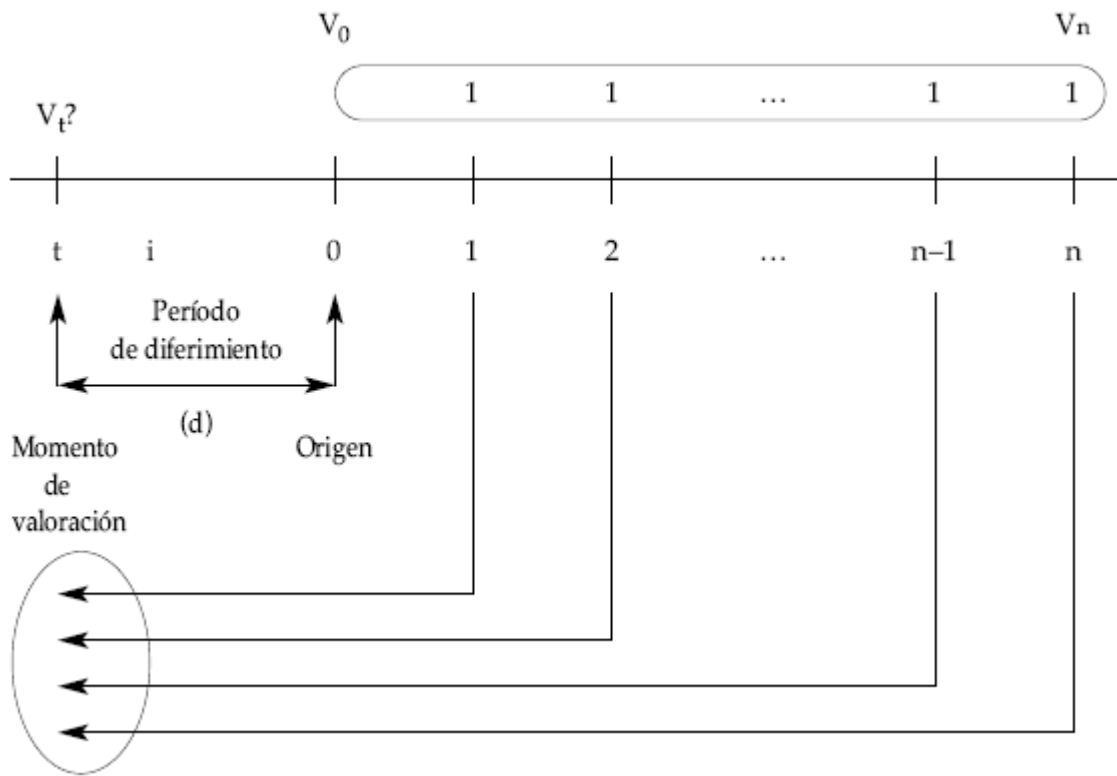 V0 Vn
1 1 ... 1 1
Vt?
t i 0 1 2 ... n–1 n
Período
de diferimiento
(d)
Momento
de
valoración
Origen